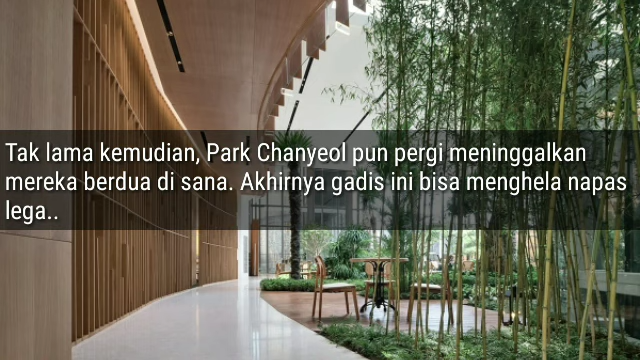 Tak lama kemudian, Park Chanyeol pun pergi meninggalkan
mereka berdua di sana. Akhirnya gadis ini bisa menghela napas
lega..